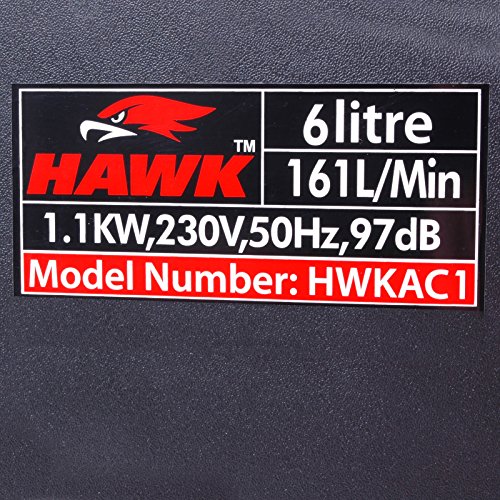 HAWK™
6litre
161L/Min
1.1KW,230V,50Hz,97dB
Model Number: HWKAC1